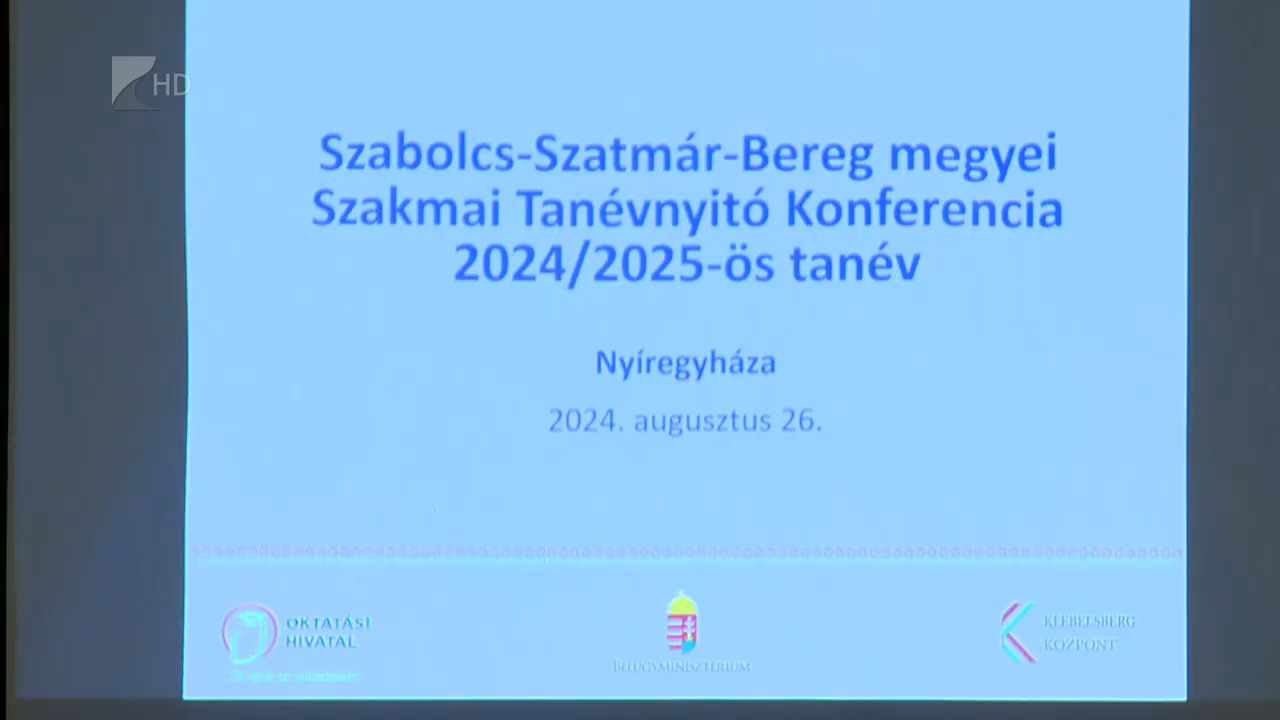 HD
Szabolcs-Szatmár-Bereg megyei
Szakmai Tanévnyitó Konferencia
2024/2025-ös tanév
Nyíregyháza
2024. augusztus 26.
OKTATÁSI
HIVATAL
BELÜGYMINISZTÉRIUM
KLEBELSBERG
KÖZPONT